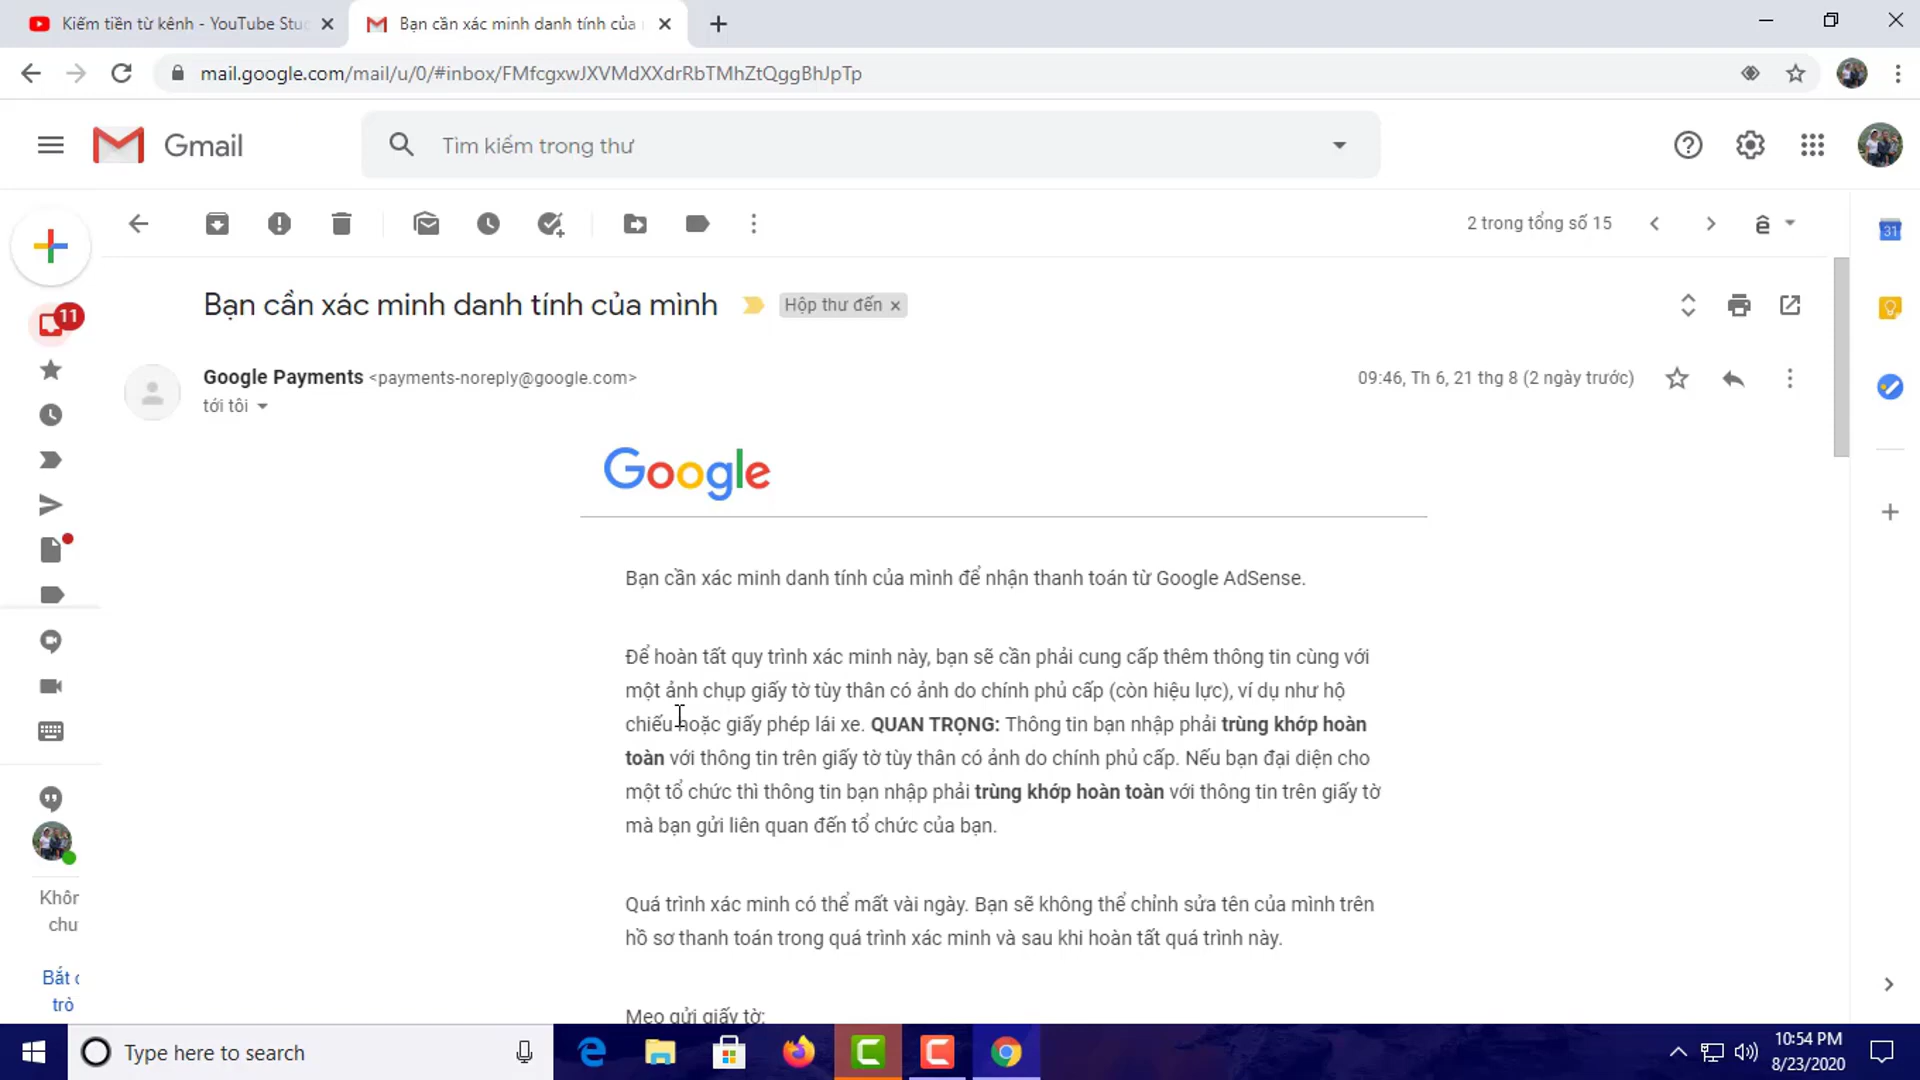 Kiếm tiền từ kênh - YouTube Stu
Bạn cần xác minh danh tính của
mail.google.com/mail/u/0/#inbox/FMfcgxwJXVMdXXdrRbTMhZtQggBhJpTp
Gmail
Tìm kiếm trong thư
2 trong tổng số 15
ê
31
11
Bạn cần xác minh danh tính của mình
Hộp thư đến x
Google Payments <payments-noreply@google.com>
09:46, Th 6, 21 thg 8 (2 ngày trước)
tới tôi
Google
Bạn cần xác minh danh tính của mình để nhận thanh toán từ Google AdSense.
Để hoàn tất quy trình xác minh này, bạn sẽ cần phải cung cấp thêm thông tin cùng với
một ảnh chụp giấy tờ tùy thân có ảnh do chính phủ cấp (còn hiệu lực), ví dụ như hộ
chiếu hoặc giấy phép lái xe. QUAN TRỌNG: Thông tin bạn nhập phải trùng khớp hoàn
toàn với thông tin trên giấy tờ tùy thân có ảnh do chính phủ cấp. Nếu bạn đại diện cho
một tổ chức thì thông tin bạn nhập phải trùng khớp hoàn toàn với thông tin trên giấy tờ
mà bạn gửi liên quan đến tổ chức của bạn.
Quá trình xác minh có thể mất vài ngày. Bạn sẽ không thể chỉnh sửa tên của mình trên
hồ sơ thanh toán trong quá trình xác minh và sau khi hoàn tất quá trình này.
Mẹo gửi giấy tờ:
Khôn
chu
Bắt
trò
Type here to search
10:54 PM
8/23/2020